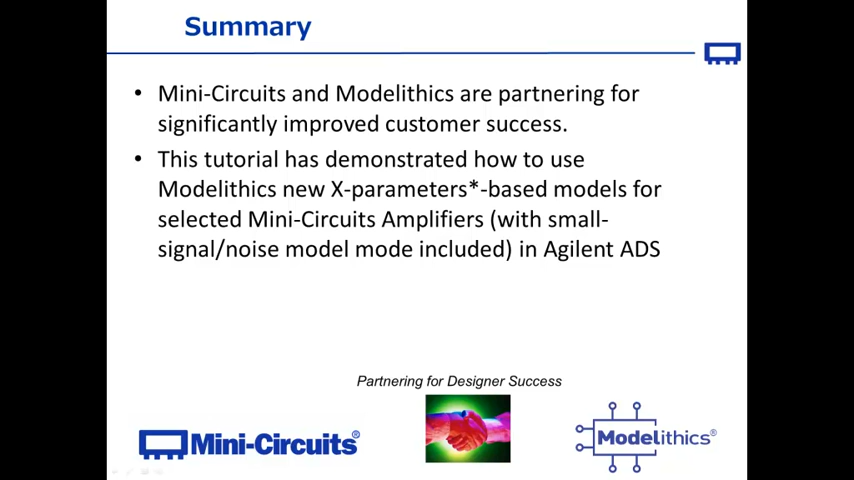 Summary
• Mini-Circuits and Modelithics are partnering for
significantly improved customer success.
• This tutorial has demonstrated how to use
Modelithics new X-parameters*-based models for
selected Mini-Circuits Amplifiers (with small-
signal/noise model mode included) in Agilent ADS
Partnering for Designer Success
Mini-Circuits®
Modelithics®